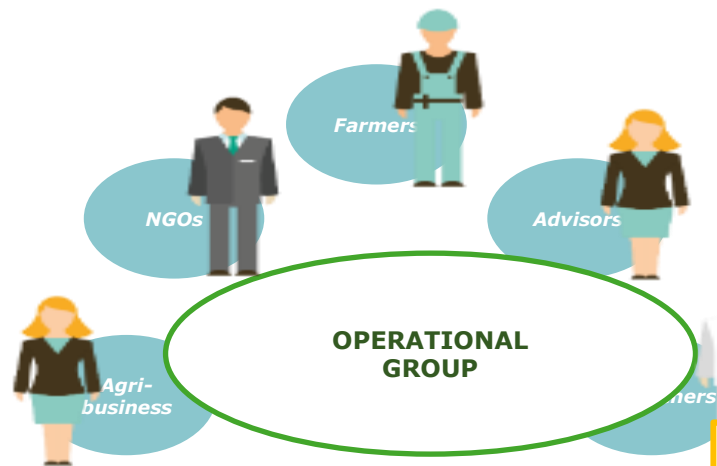 Farmers
NGOs
Advisors
OPERATIONAL
GROUP
Agri-
business